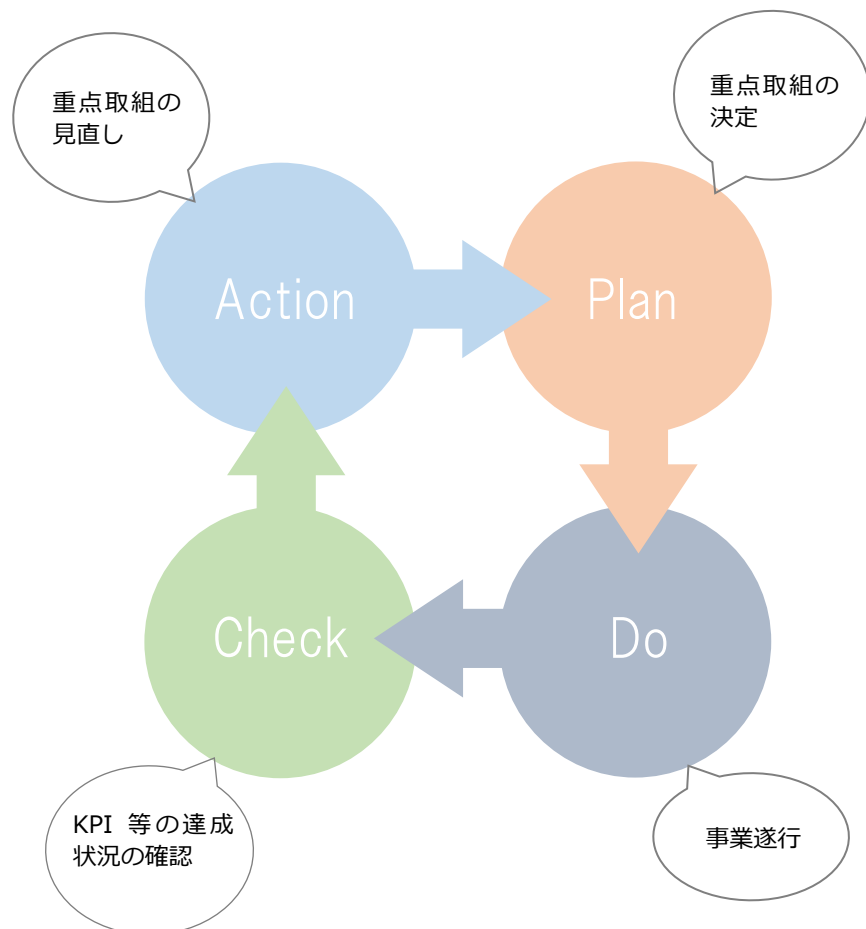 重点取組の
見直し
重点取組の
決定
Action
Plan
Check
Do
KPI 等の達成
状況の確認
事業遂行